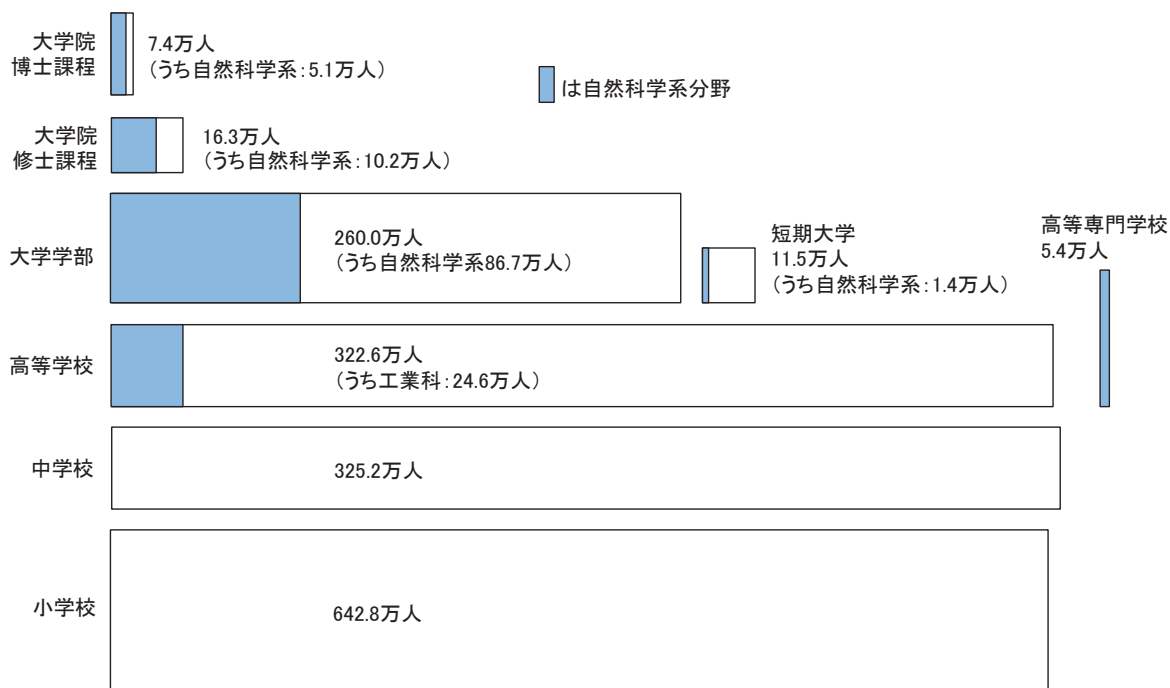 大学院
博士課程
7.4万人
（うち自然科学系：5.1万人）
は自然科学系分野
大学院
修士課程
16.3万人
（うち自然科学系：10.2万人）
大学学部
260.0万人
（うち自然科学系86.7万人）
短期大学
11.5万人
（うち自然科学系：1.4万人）
高等専門学校
5.4万人
高等学校
322.6万人
（うち工業科：24.6万人）
中学校
325.2万人
小学校
642.8万人